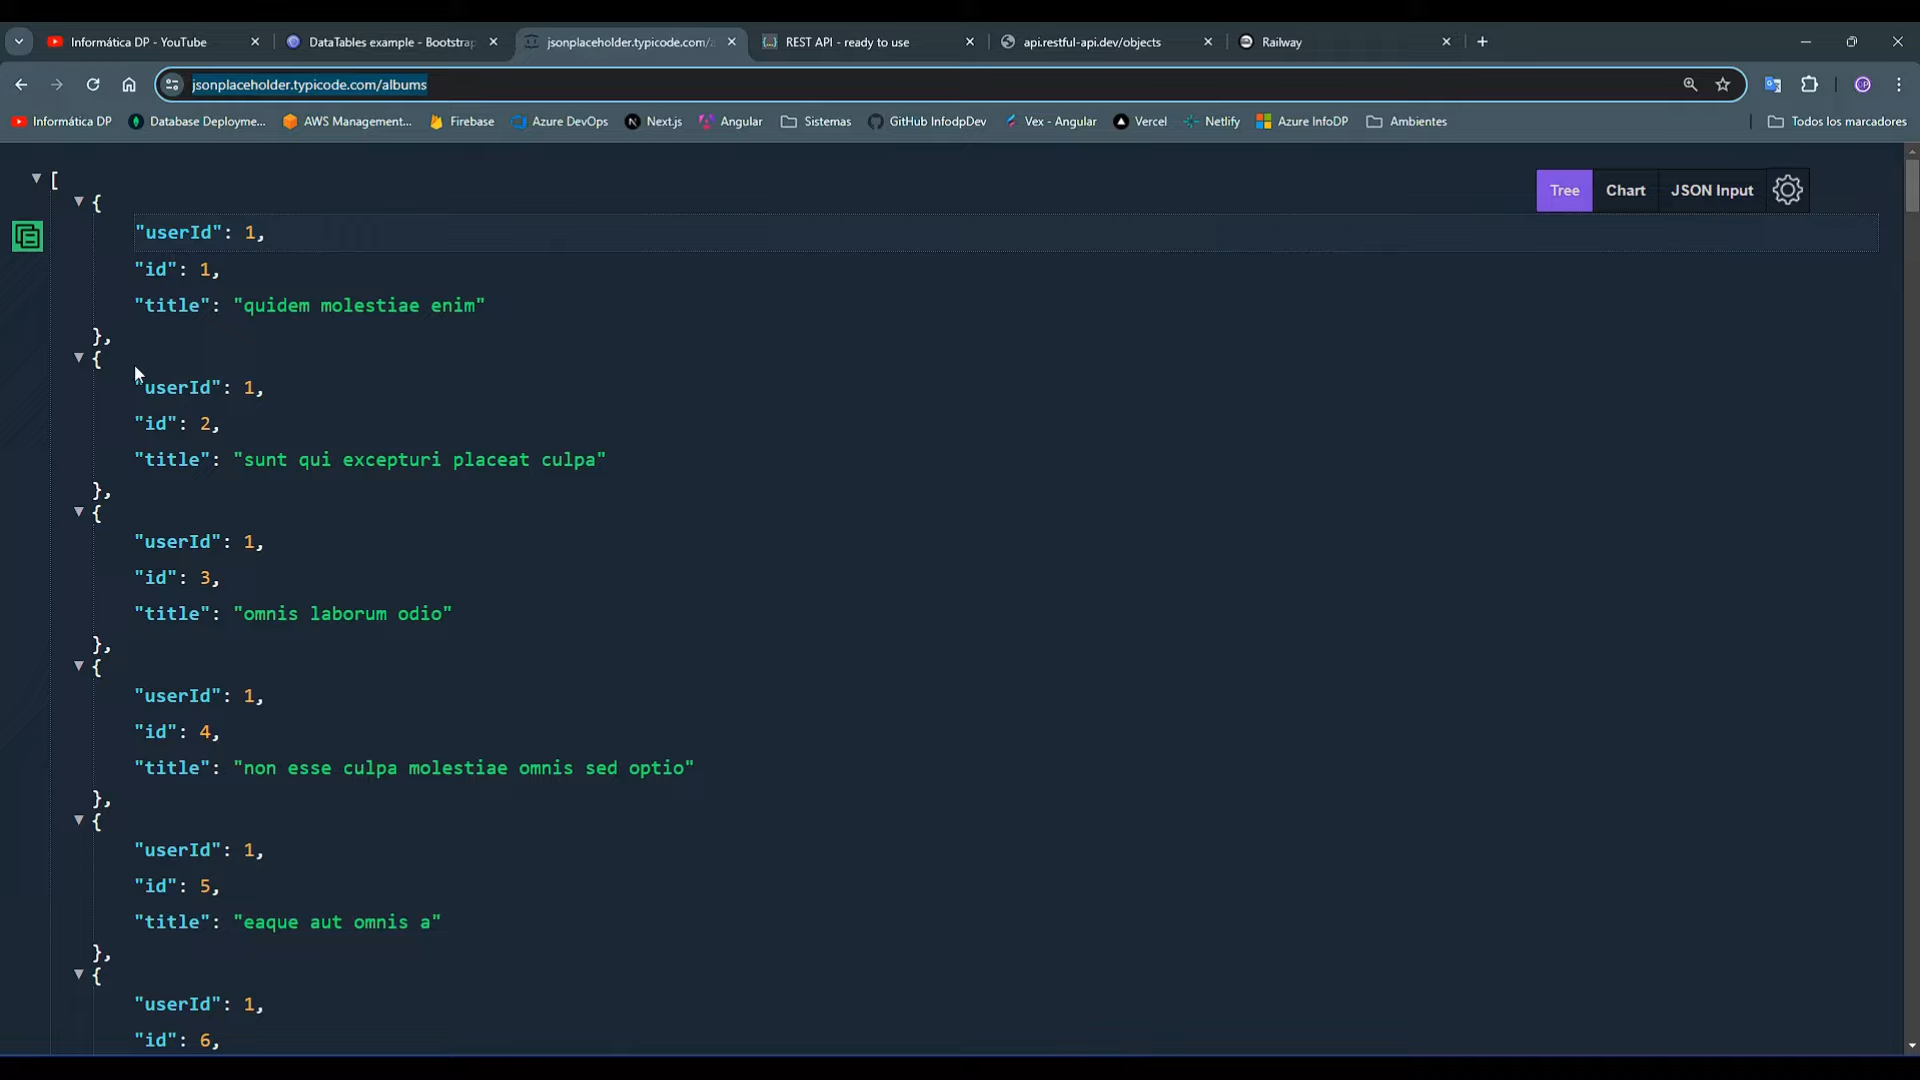 Informática DP - YouTube
DataTables example - Bootstrap
jsonplaceholder.typicode.com/a
REST API - ready to use
api.restful-api.dev/objects
Railway
jsonplaceholder.typicode.com/albums
Informática DP
Database Deployme...
AWS Management...
Firebase
Azure DevOps
Next.js
Angular
Sistemas
GitHub InfodpDev
Vex - Angular
Vercel
Netlify
Azure InfoDP
Ambientes
Todos los marcadores
Tree
Chart
JSON Input
[
{
"userId": 1,
"id": 1,
"title": "quidem molestiae enim"
},
{
"userId": 1,
"id": 2,
"title": "sunt qui excepturi placeat culpa"
},
{
"userId": 1,
"id": 3,
"title": "omnis laborum odio"
},
{
"userId": 1,
"id": 4,
"title": "non esse culpa molestiae omnis sed optio"
},
{
"userId": 1,
"id": 5,
"title": "eaque aut omnis a"
},
{
"userId": 1,
"id": 6,